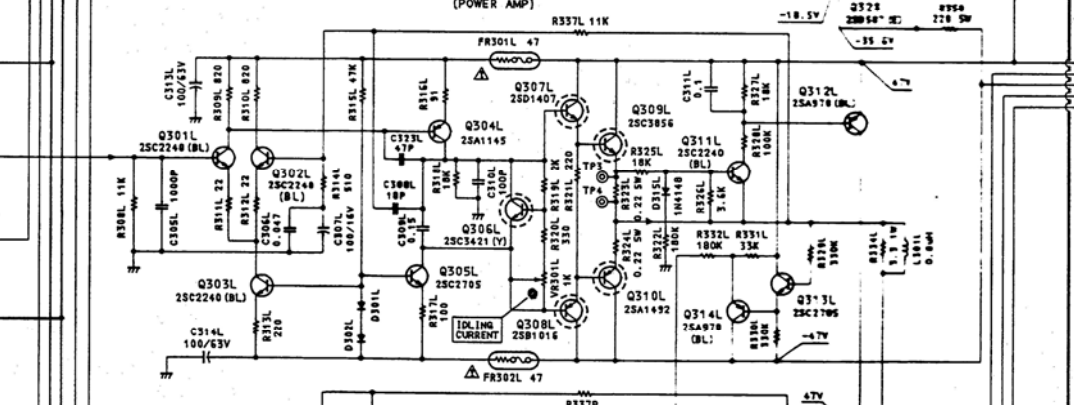 (POWER AMP)
R337L 11K
-18.5V
-35.6V
220 5W
FR301L 47
47V
C313L
100/63V
R309L 820
R310L 820
R315L 47K
R316L
91
Q307L
2SD1407
C311L
0.1
R327L
18K
Q312L
2SA970(BL)
Q309L
2SC3856
Q301L
2SC2240(BL)
Q304L
2SA1145
C323L
47P
Q311L
2SC2240
(BL)
R328L
100K
R325L
18K
Q302L
2SC2240
(BL)
R314L
510
C308L
18P
R318L
18K
C310L
100P
R319L 2K
R321L 220
TP3
TP4
R323L
0.22 5W
D315L
1N4148
R326L
3.6K
R308L 11K
C305L 1000P
R311L 22
R312L 22
C306L
0.047
C307L
100/16V
C309L
0.15
Q306L
2SC3421(Y)
R320L
330
R324L
0.22 5W
R322L
180K
R332L
180K
R331L
33K
R329L
330K
R334L
L301L
Q303L
2SC2240(BL)
Q305L
2SC2705
VR301L
1K
Q310L
2SA1492
Q313L
2SC2705
R313L
220
D301L
D302L
R317L
100
IDLING
CURRENT
Q308L
2SB1016
Q314L
2SA970
(BL)
R330L
330K
-47V
C314L
100/63V
FR302L 47
R337R
47V